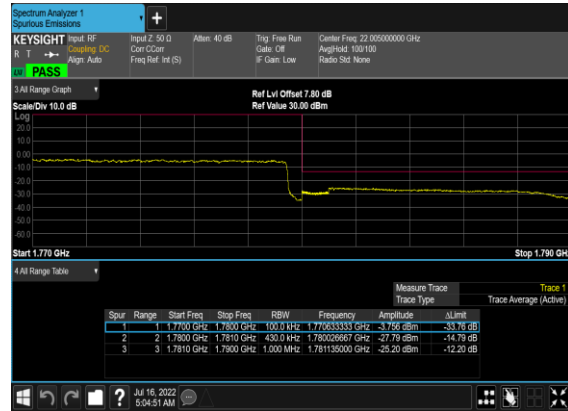 Spectrum Analyzer 1
Spurious Emissions
+
KEYSIGHT Input: RF Input Z: 50 Ω Atten: 40 dB Trig: Free Run Center Freq: 22.005000000 GHz
R T Coupling: DC Corr CCorr Gate: Off Avg|Hold: 100/100
Align: Auto Freq Ref: Int (S) IF Gain: Low Radio Std: None
LW PASS
3 All Range Graph Ref Lvl Offset 7.80 dB
Scale/Div 10.0 dB Ref Value 30.00 dBm
Log
20.0
10.0
0.00
-10.0
-20.0
-30.0
-40.0
-50.0
-60.0
Start 1.770 GHz Stop 1.790 GHz
4 All Range Table
Measure Trace Trace 1
Trace Type Trace Average (Active)
Spur Range Start Freq Stop Freq RBW Frequency Amplitude ΔLimit
1 1 1.7700 GHz 1.7800 GHz 100.0 kHz 1.770633333 GHz -3.756 dBm -33.76 dB
2 2 1.7800 GHz 1.7810 GHz 430.0 kHz 1.780026667 GHz -27.79 dBm -14.79 dB
3 3 1.7810 GHz 1.7900 GHz 1.000 MHz 1.781135000 GHz -25.20 dBm -12.20 dB
? Jul 16, 2022
5:04:51 AM